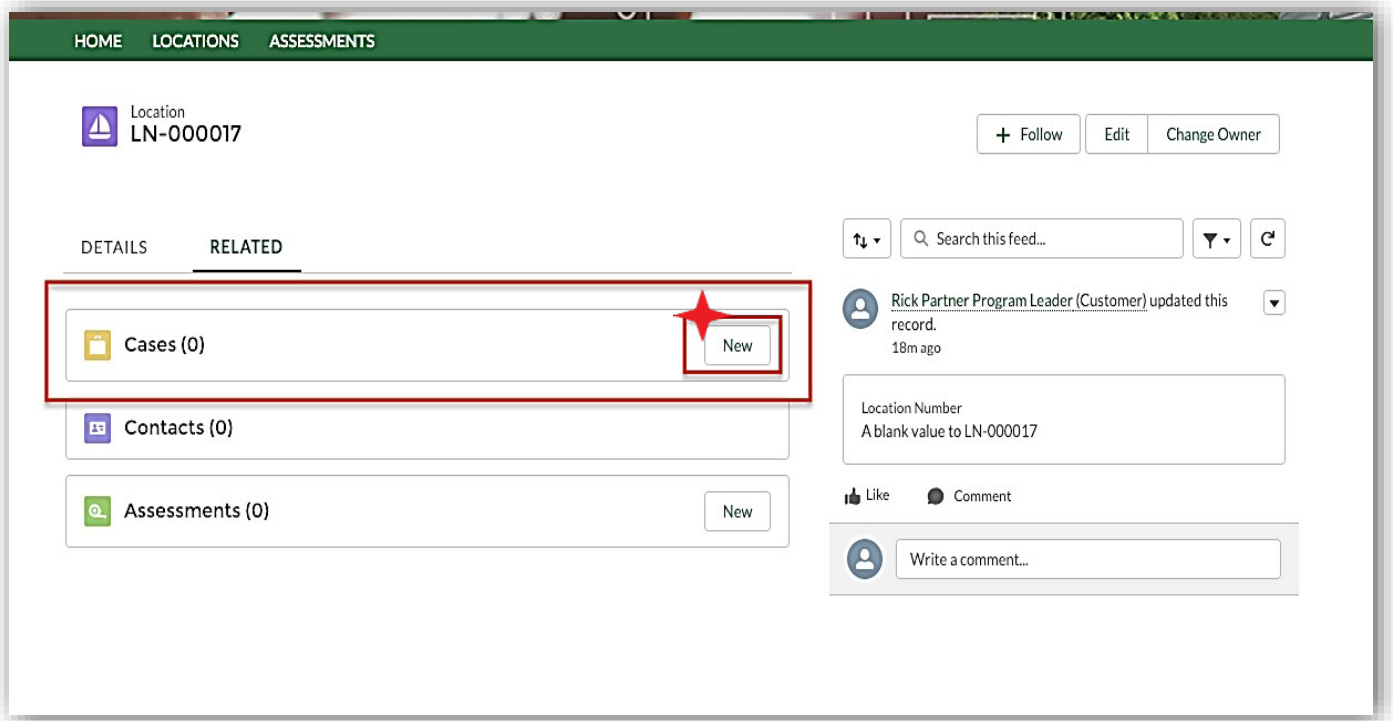 HOME LOCATIONS ASSESSMENTS
Location
LN-000017
+ Follow Edit Change Owner
DETAILS RELATED
Search this feed...
Cases (0) New
Contacts (0)
Assessments (0) New
Rick Partner Program Leader (Customer) updated this
record.
18m ago
Location Number
A blank value to LN-000017
Like Comment
Write a comment...